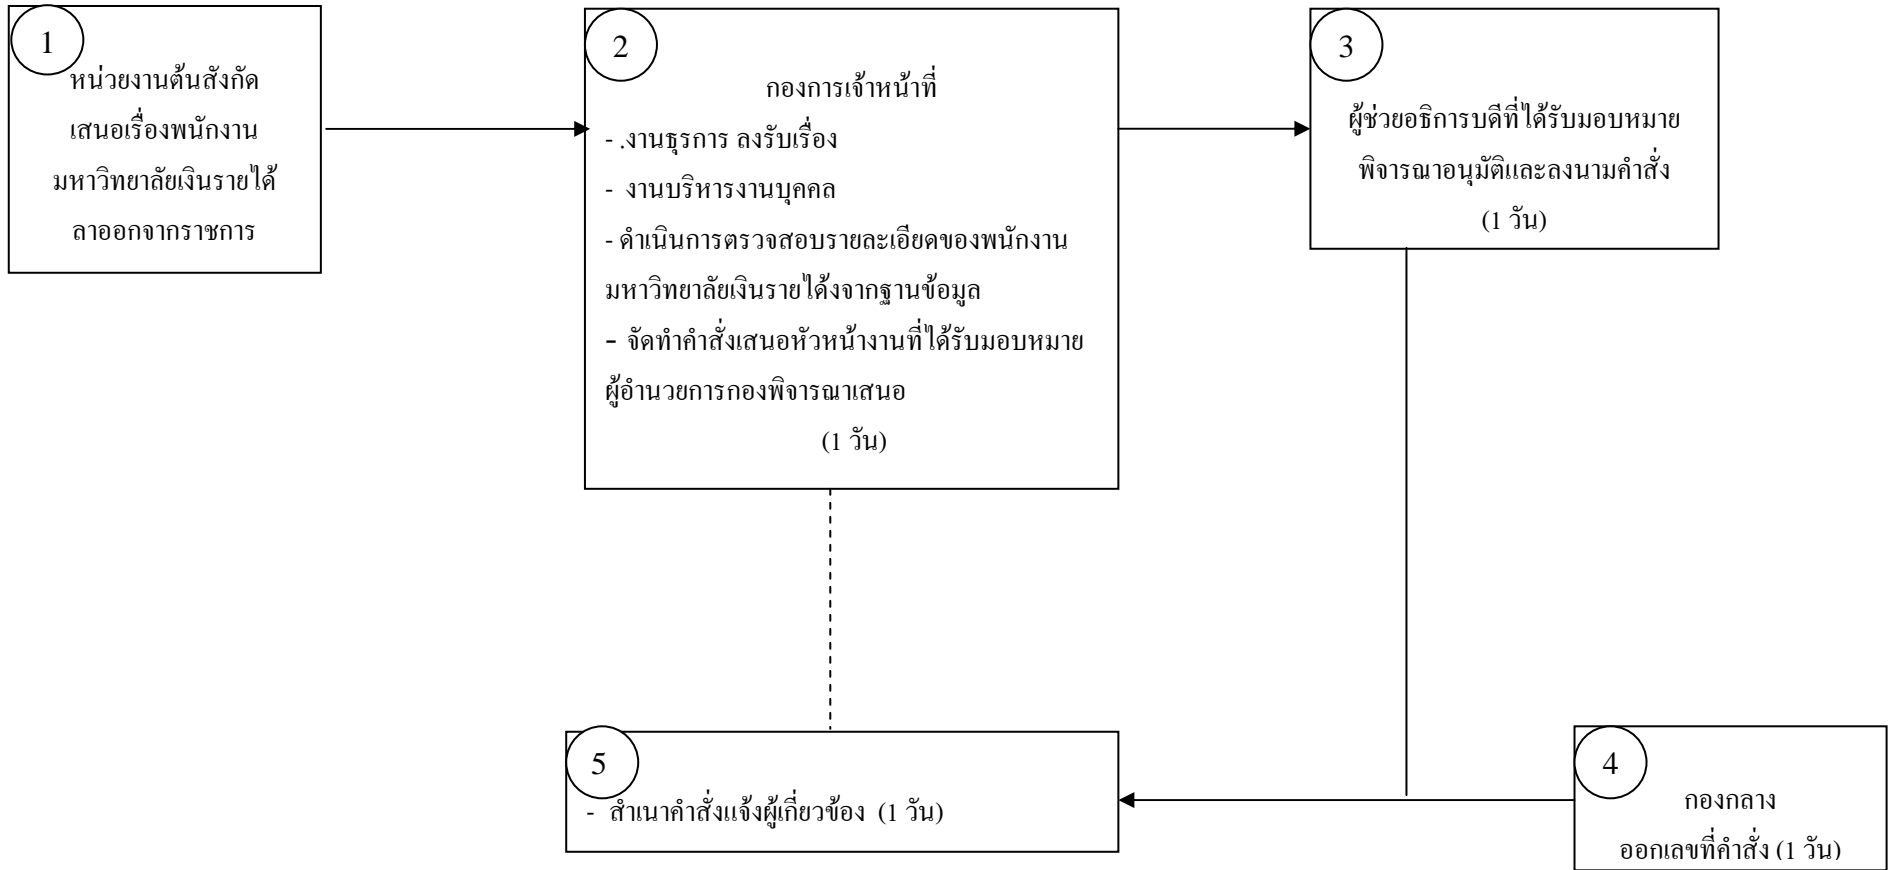 1
หน่วยงานต้นสังกัด
เสนอเรื่องพนักงาน
มหาวิทยาลัยเงินรายได้
ลาออกจากราชการ
2
กองการเจ้าหน้าที่
- .งานธุรการ ลงรับเรื่อง
- งานบริหารงานบุคคล
- ดำเนินการตรวจสอบรายละเอียดของพนักงาน
มหาวิทยาลัยเงินรายได้งจากฐานข้อมูล
- จัดทำคำสั่งเสนอหัวหน้างานที่ได้รับมอบหมาย
ผู้อำนวยการกองพิจารณาเสนอ
(1 วัน)
3
ผู้ช่วยอธิการบดีที่ได้รับมอบหมาย
พิจารณาอนุมัติและลงนามคำสั่ง
(1 วัน)
5
- สำเนาคำสั่งแจ้งผู้เกี่ยวข้อง (1 วัน)
4
กองกลาง
ออกเลขที่คำสั่ง (1 วัน)